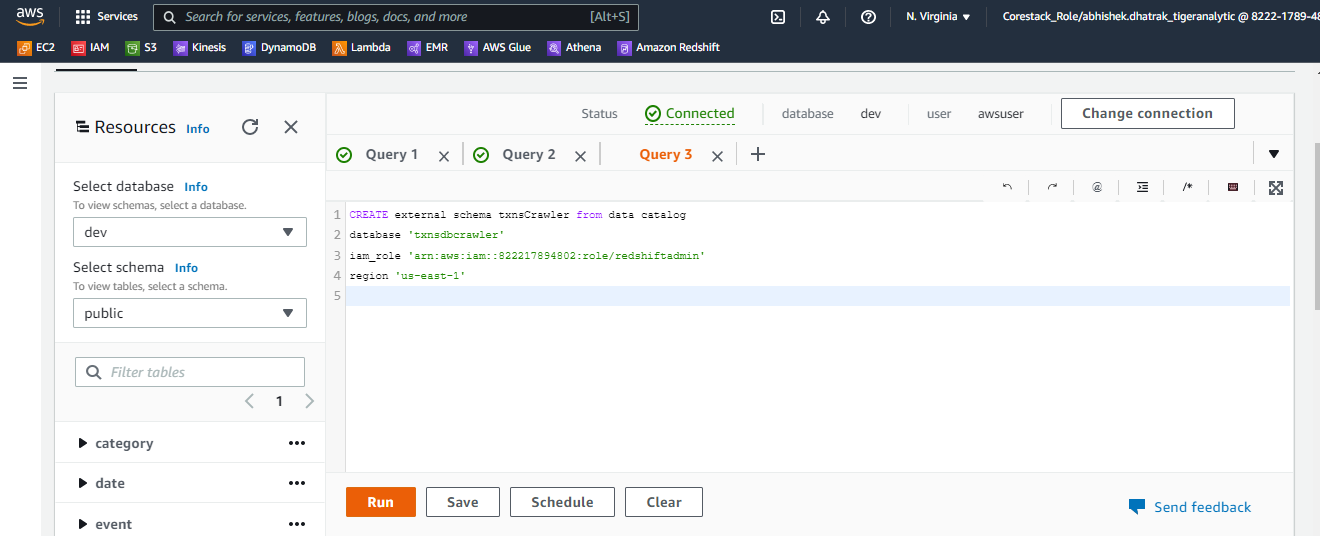 aws Services Search for services, features, blogs, docs, and more [Alt+S] N. Virginia Corestack_Role/abhishek.dhatrak_tigeranalytic @ 8222-1789-48
EC2 IAM S3 Kinesis DynamoDB Lambda EMR AWS Glue Athena Amazon Redshift
Resources Info
Select database Info
To view schemas, select a database.
dev
Select schema Info
To view tables, select a schema.
public
Filter tables
1
category
date
event
Status Connected database dev user awsuser Change connection
Query 1 Query 2 Query 3
@ /*
1 CREATE external schema txnsCrawler from data catalog
2 database 'txnsdbcrawler'
3 iam_role 'arn:aws:iam::822217894802:role/redshiftadmin'
4 region 'us-east-1'
5
Run Save Schedule Clear
Send feedback